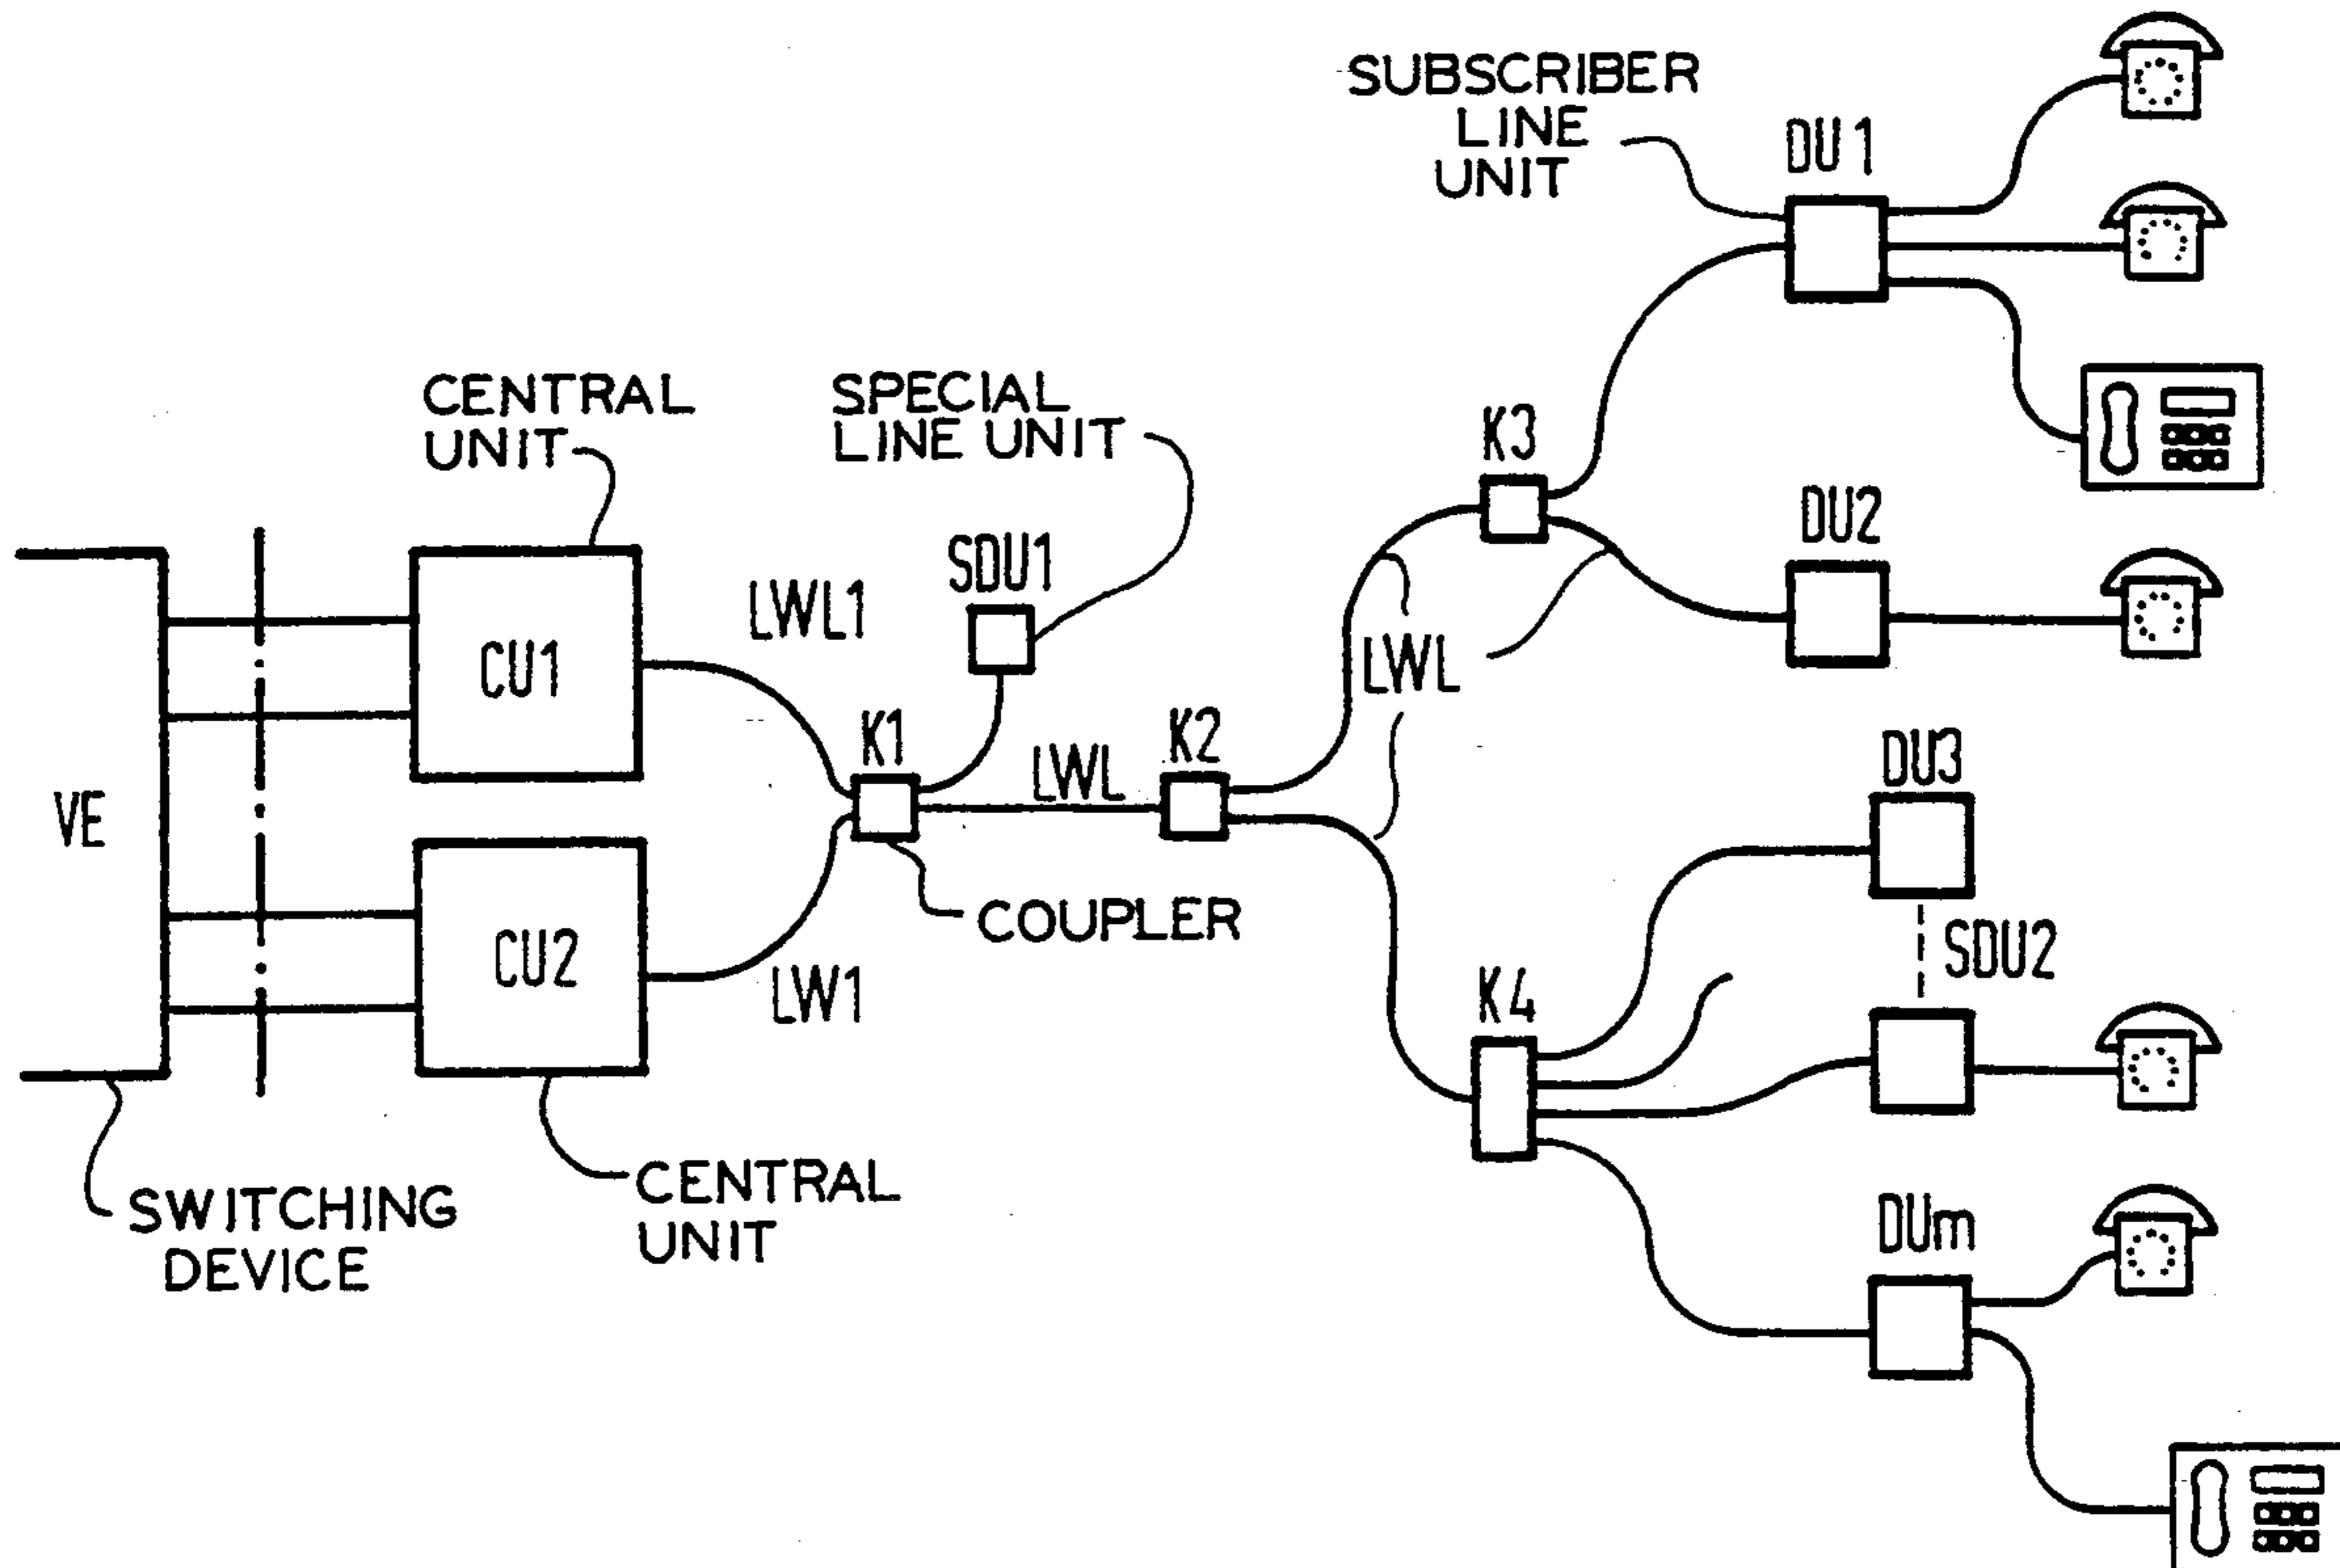 SUBSCRIBER
LINE
UNIT
DU1
CENTRAL
UNIT
SPECIAL
LINE UNIT
K3
DU2
SDU1
LWL1
CU1
LWL
K1
K2
LWL
DU3
VE
COUPLER
CU2
SDU2
LW1
K4
CENTRAL
UNIT
SWITCHING
DEVICE
DUm